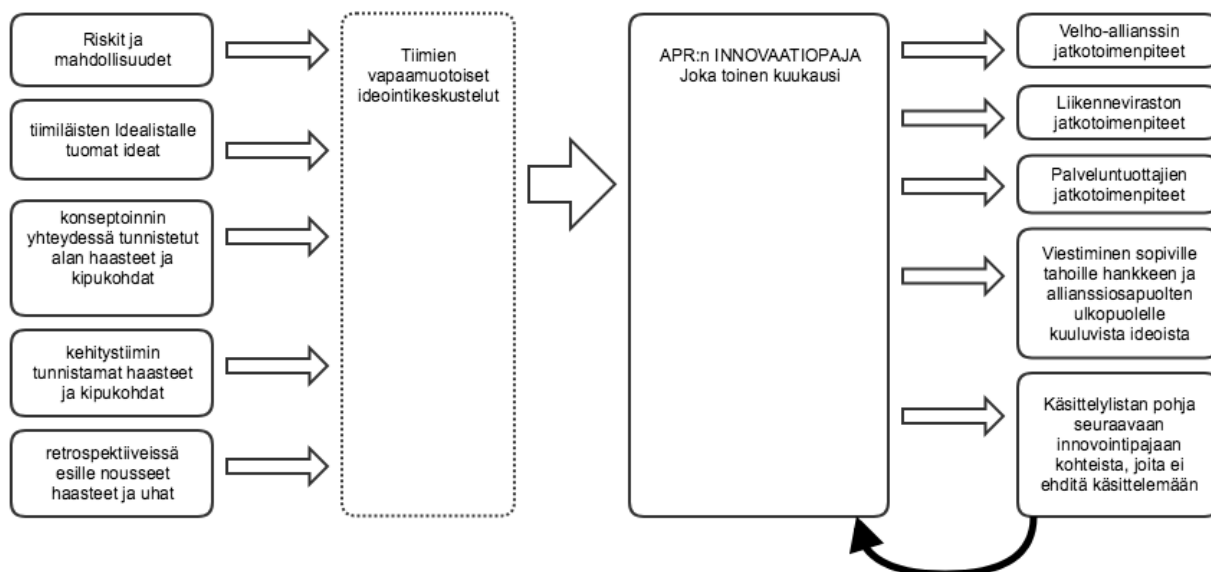 Riskit ja
mahdollisuudet
tiimiläisten Idealistalle
tuomat ideat
konseptoinnin
yhteydessä tunnistetut
alan haasteet ja
kipukohdat
kehitystiimin
tunnistamat haasteet
ja kipukohdat
retrospektiiveissä
esille nousseet
haasteet ja uhat
Tiimien
vapaamuotoiset
ideointikeskustelut
APR:n INNOVAATIOPAJA
Joka toinen kuukausi
Velho-allianssin
jatkotoimenpiteet
Liikenneviraston
jatkotoimenpiteet
Palveluntuottajien
jatkotoimenpiteet
Viestiminen sopiville
tahoille hankkeen ja
allianssiosapuolten
ulkopuolelle
kuuluvista ideoista
Käsittelylistan pohja
seuraavaan
innovointipajaan
kohteista, joita ei
ehditä käsittelemään